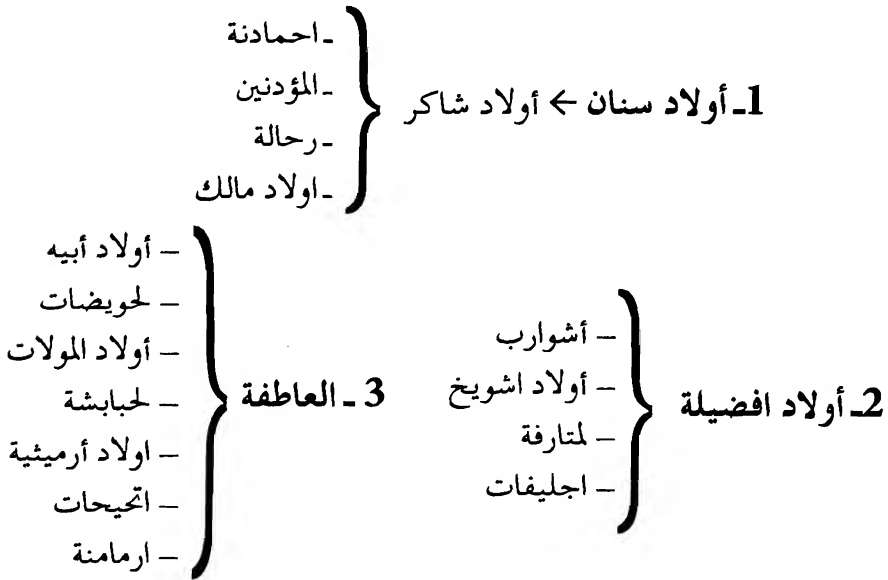 1ـ أولاد سنان ← أولاد شاكر
ـ احمادنة
ـ المؤدنين
ـ رحالة
ـ اولاد مالك
2ـ أولاد افضيلة
– أشوارب
– أولاد اشويخ
– لمتارفة
– اجليفات
3 ـ العاطفة
– أولاد أبيه
– لحويضات
– أولاد المولات
– لحبابشة
– اولاد أرميثية
– اتحيحات
– ارمامنة